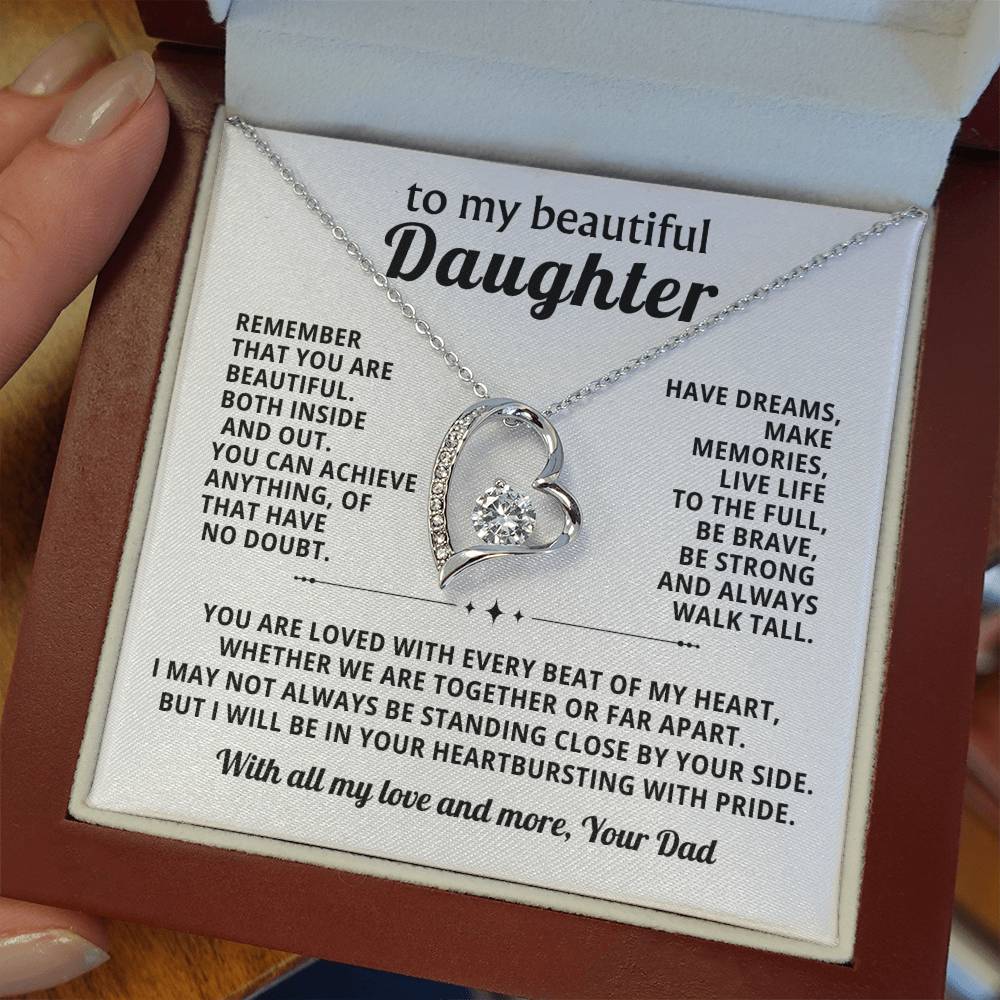 to my beautiful
Daughter
REMEMBER
THAT YOU ARE
BEAUTIFUL.
BOTH INSIDE
AND OUT.
YOU CAN ACHIEVE
ANYTHING, OF
THAT HAVE
NO DOUBT.
HAVE DREAMS,
MAKE
MEMORIES,
LIVE LIFE
TO THE FULL,
BE BRAVE,
BE STRONG
AND ALWAYS
WALK TALL.
YOU ARE LOVED WITH EVERY BEAT OF MY HEART,
WHETHER WE ARE TOGETHER OR FAR APART.
I MAY NOT ALWAYS BE STANDING CLOSE BY YOUR SIDE.
BUT I WILL BE IN YOUR HEARTBURSTING WITH PRIDE.
With all my love and more, Your Dad